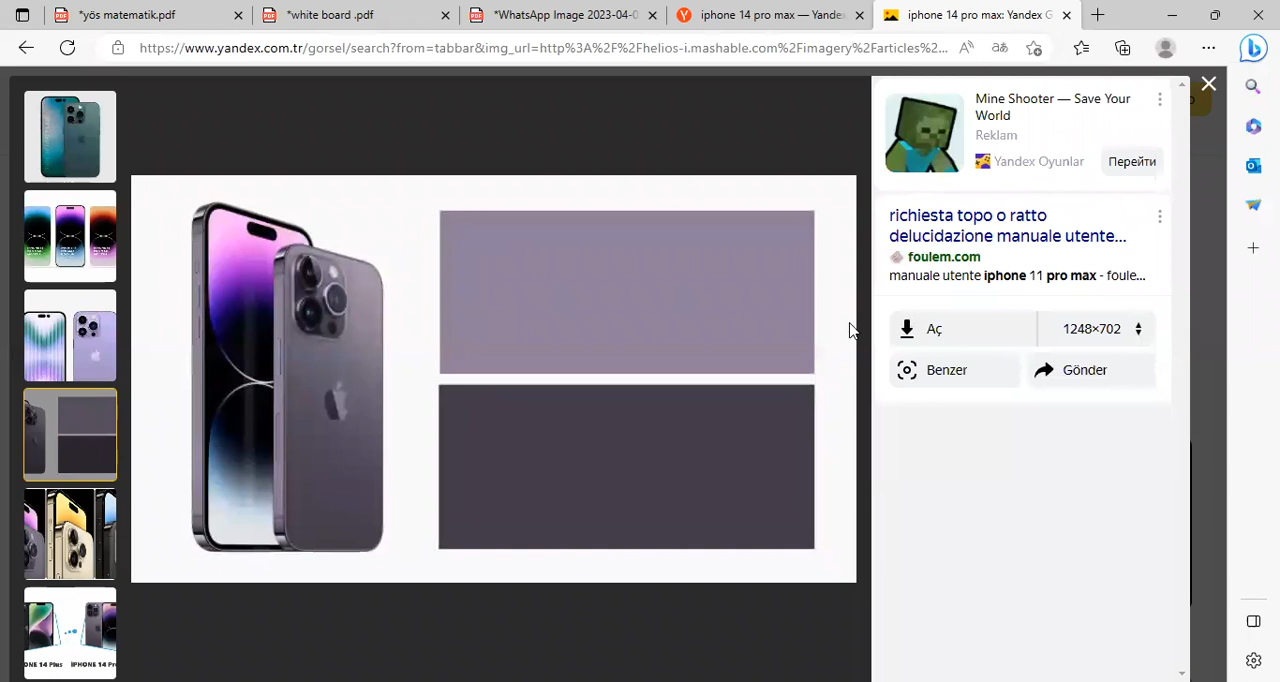 *yös matematik.pdf
*white board .pdf
*WhatsApp Image 2023-04-0
iphone 14 pro max — Yande
iphone 14 pro max: Yandex G
https://www.yandex.com.tr/gorsel/search?from=tabbar&img_url=http%3A%2F%2Fhelios-i.mashable.com%2Fimagery%2Farticles%2...
Mine Shooter — Save Your
World
Reklam
Yandex Oyunlar
Перейти
richiesta topo o ratto
delucidazione manuale utente...
foulem.com
manuale utente iphone 11 pro max - foule...
Aç
1248×702
Benzer
Gönder
ONE 14 Plus
iPHONE 14 Pr